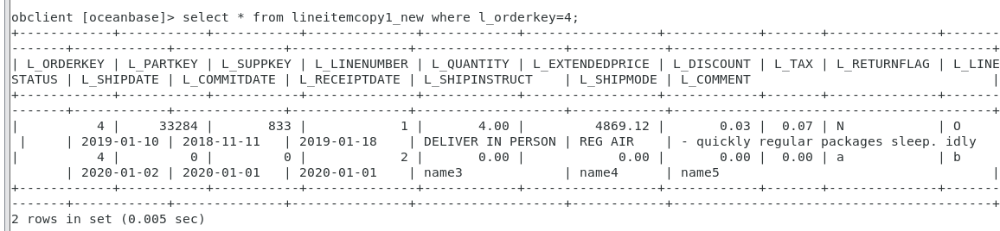 obclient [oceanbase]> select * from lineitemcopy1_new where l_orderkey=4;
+------------+-----------+------------+--------------+------------+-----------------+------------+-------+--------------+-------
-------+------------+--------------+---------------+-------------------+------------+-----------------------------------------+
| L_ORDERKEY | L_PARTKEY | L_SUPPKEY | L_LINENUMBER | L_QUANTITY | L_EXTENDEDPRICE | L_DISCOUNT | L_TAX | L_RETURNFLAG | L_LINE
STATUS | L_SHIPDATE | L_COMMITDATE | L_RECEIPTDATE | L_SHIPINSTRUCT    | L_SHIPMODE | L_COMMENT                               |
+------------+-----------+------------+--------------+------------+-----------------+------------+-------+--------------+-------
-------+------------+--------------+---------------+-------------------+------------+-----------------------------------------+
|          4 |     33284 |       833 |            1 |       4.00 |         4869.12 |       0.03 |  0.07 | N            | O
 |     | 2019-01-10 | 2018-11-11   | 2019-01-18    | DELIVER IN PERSON | REG AIR    | - quickly regular packages sleep. idly
|          4 |         0 |         0 |            2 |       0.00 |            0.00 |       0.00 |  0.00 | a            | b
       | 2020-01-02 | 2020-01-01   | 2020-01-01    | name3             | name4      | name5                                   |
+------------+-----------+------------+--------------+------------+-----------------+------------+-------+--------------+-------
-------+------------+--------------+---------------+-------------------+------------+-----------------------------------------+
2 rows in set (0.005 sec)